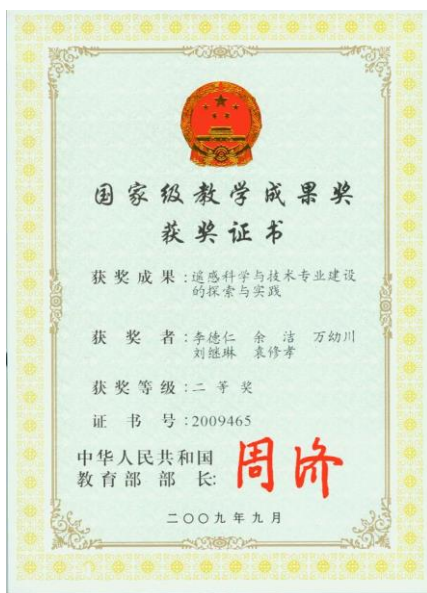 国家级教学成果奖
获奖证书
获奖成果：遥感科学与技术专业建设
的探索与实践
获奖者：李德仁 余洁 万幼川
刘继琳 袁修孝
获奖等级：二等奖
证书号：2009465
中华人民共和国
教育部部长：周济
二〇〇九年九月